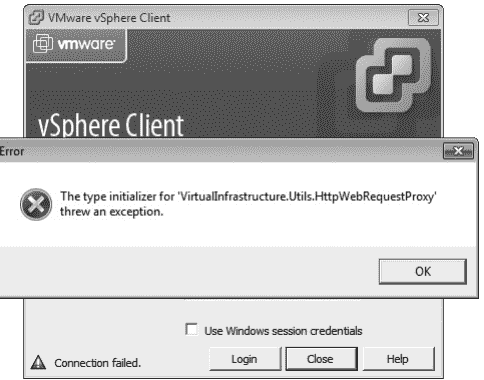 VMware vSphere Client
vmware
vSphere Client
Error
The type initializer for 'VirtualInfrastructure.Utils.HttpWebRequestProxy'
threw an exception.
OK
Use Windows session credentials
Connection failed.
Login
Close
Help